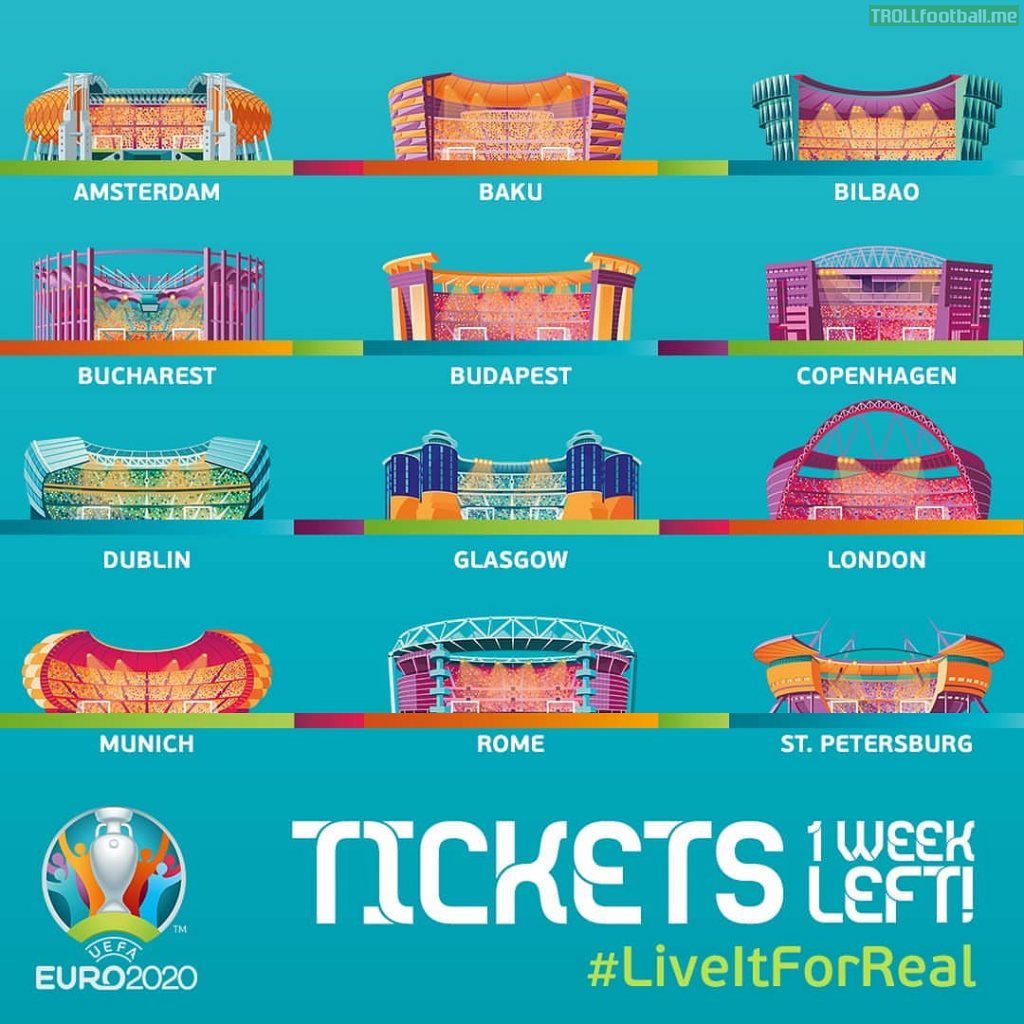 TROLLfootball.me
AMSTERDAM
BAKU
BILBAO
BUCHAREST
BUDAPEST
COPENHAGEN
DUBLIN
GLASGOW
LONDON
MUNICH
ROME
ST. PETERSBURG
TICKETS
1 WEEK
LEFT!
#LiveItForReal
TM
UEFA
EURO2020